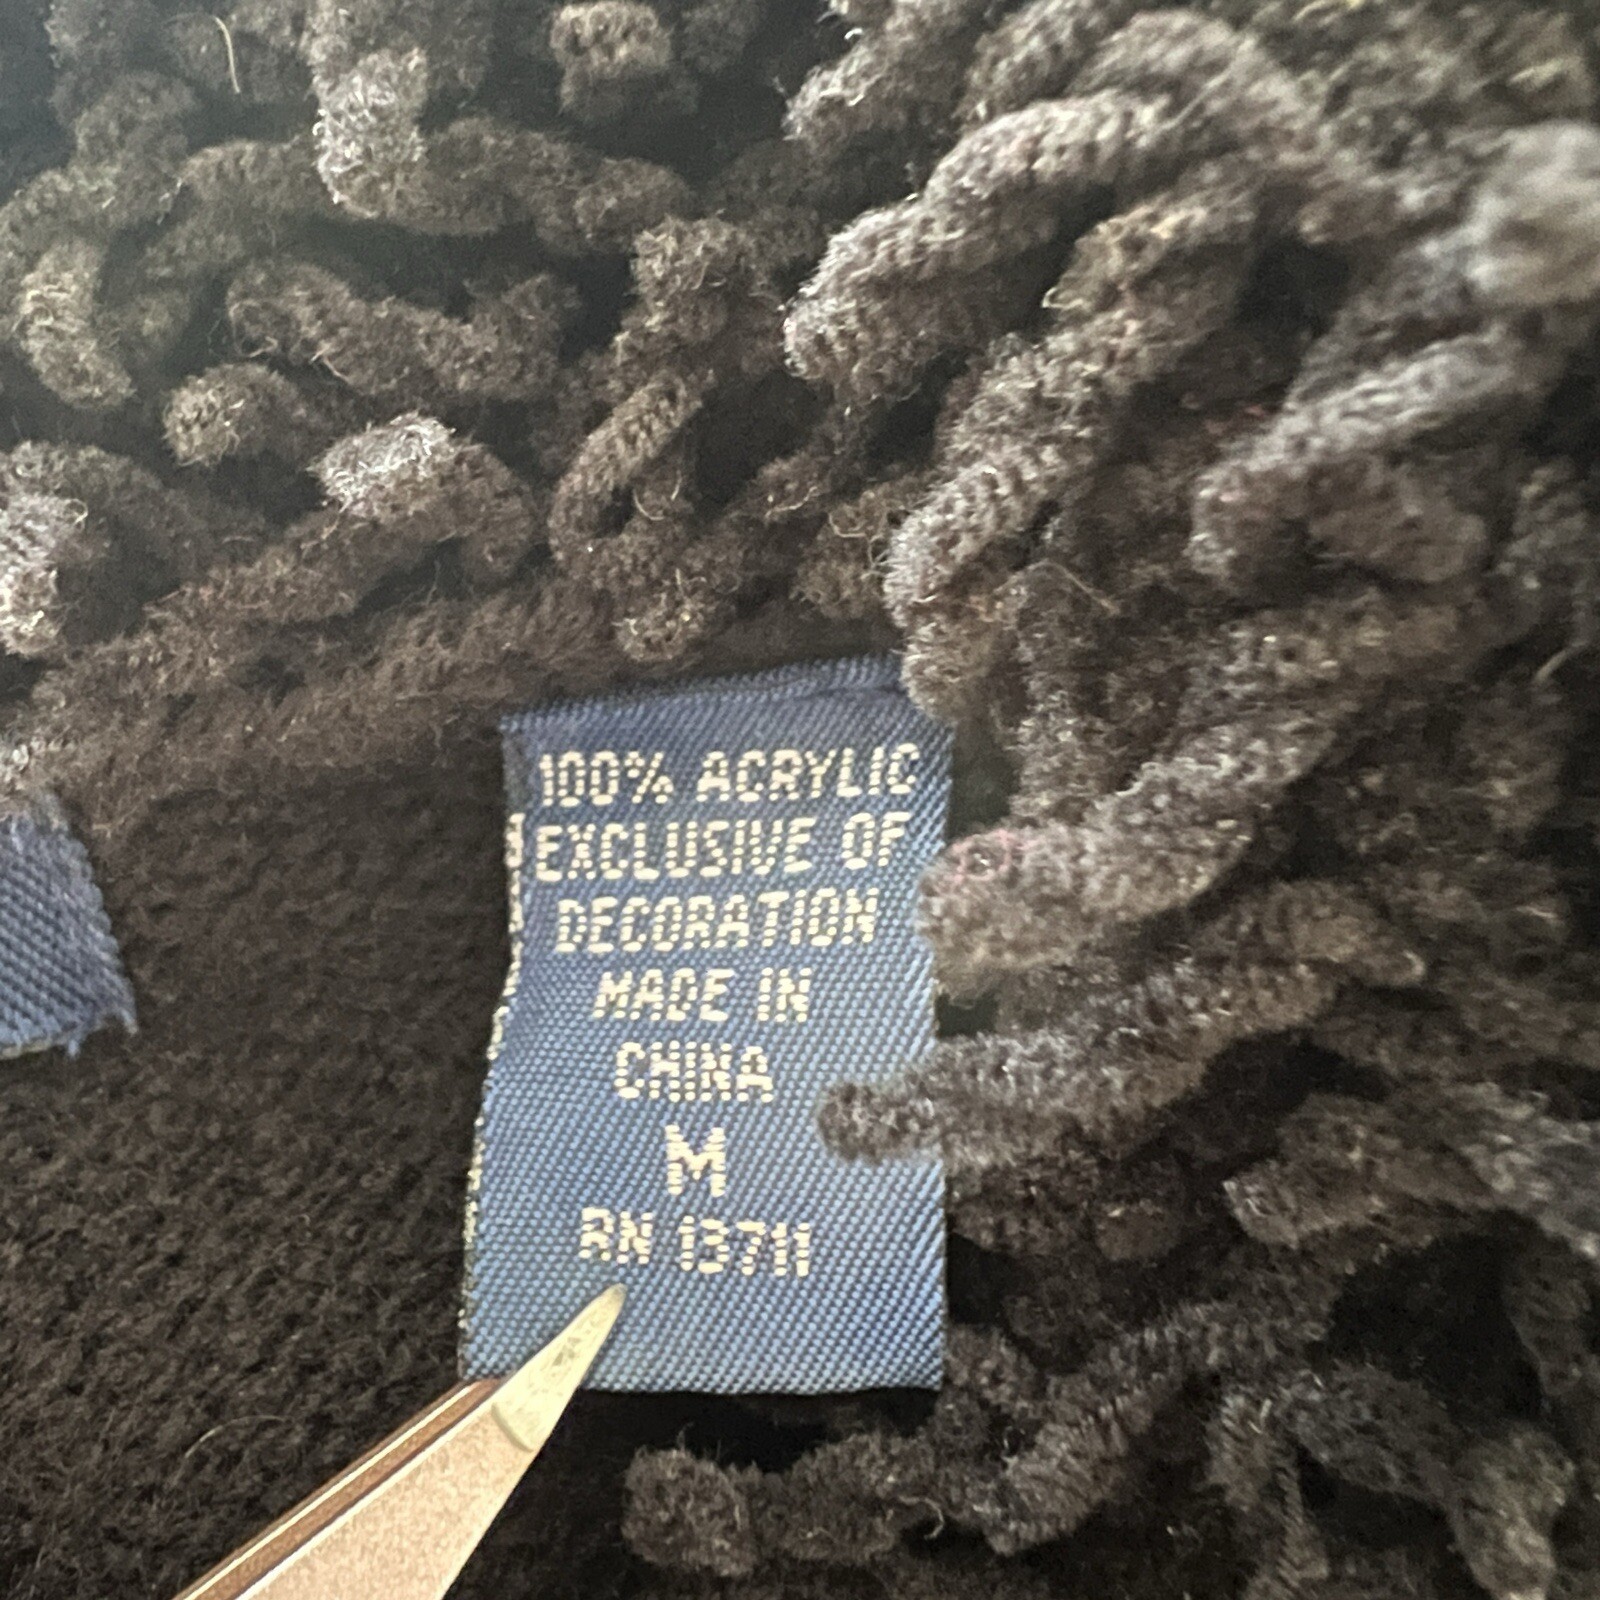 100% ACRYLIC
EXCLUSIVE OF
DECORATION
MADE IN
CHINA
M
RN 13711